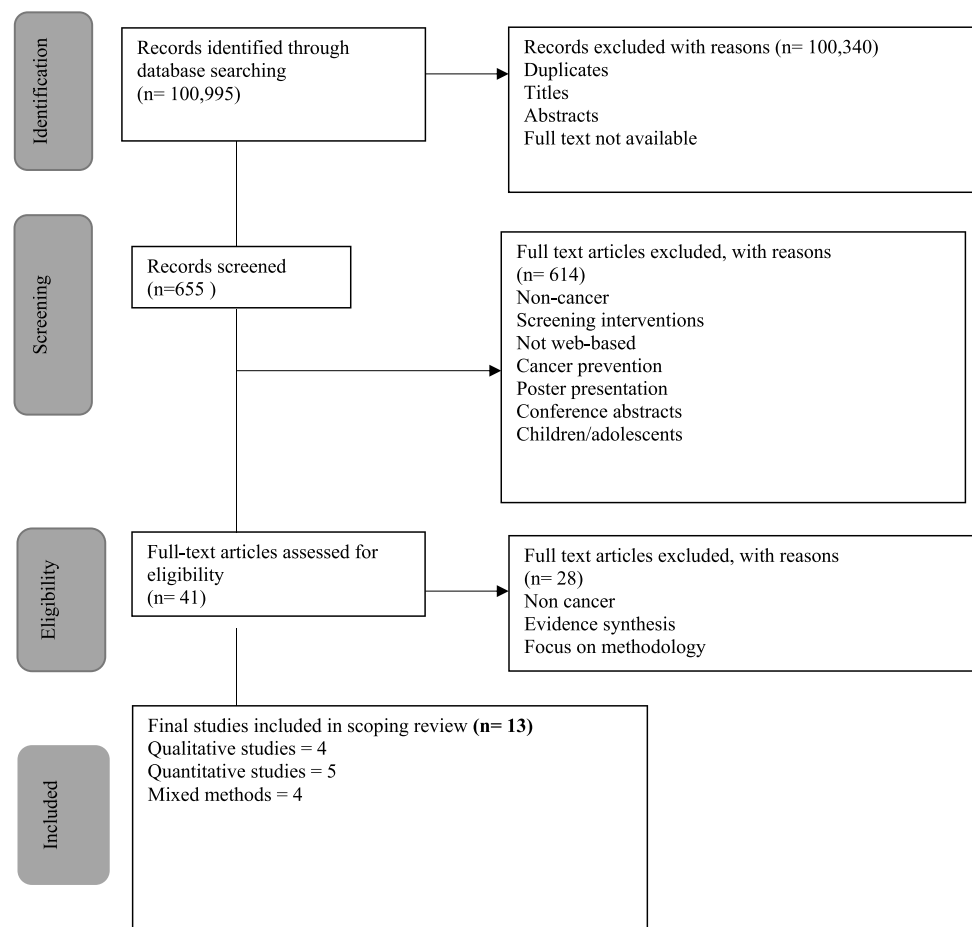 Identification
Records identified through
database searching
(n= 100,995)
Records excluded with reasons (n= 100,340)
Duplicates
Titles
Abstracts
Full text not available
Screening
Records screened
(n=655 )
Full text articles excluded, with reasons
(n= 614)
Non-cancer
Screening interventions
Not web-based
Cancer prevention
Poster presentation
Conference abstracts
Children/adolescents
Eligibility
Full-text articles assessed for
eligibility
(n= 41)
Full text articles excluded, with reasons
(n= 28)
Non cancer
Evidence synthesis
Focus on methodology
Included
Final studies included in scoping review (n= 13)
Qualitative studies = 4
Quantitative studies = 5
Mixed methods = 4